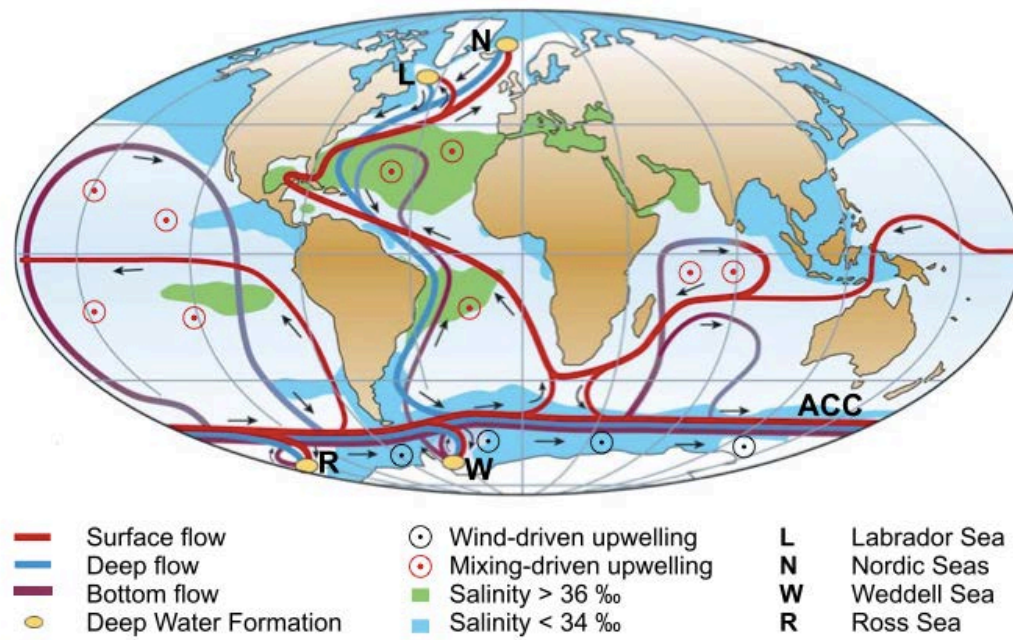 N
L
ACC
R
W
Surface flow
Deep flow
Bottom flow
Deep Water Formation
Wind-driven upwelling
Mixing-driven upwelling
Salinity > 36 ‰
Salinity < 34 ‰
L Labrador Sea
N Nordic Seas
W Weddell Sea
R Ross Sea